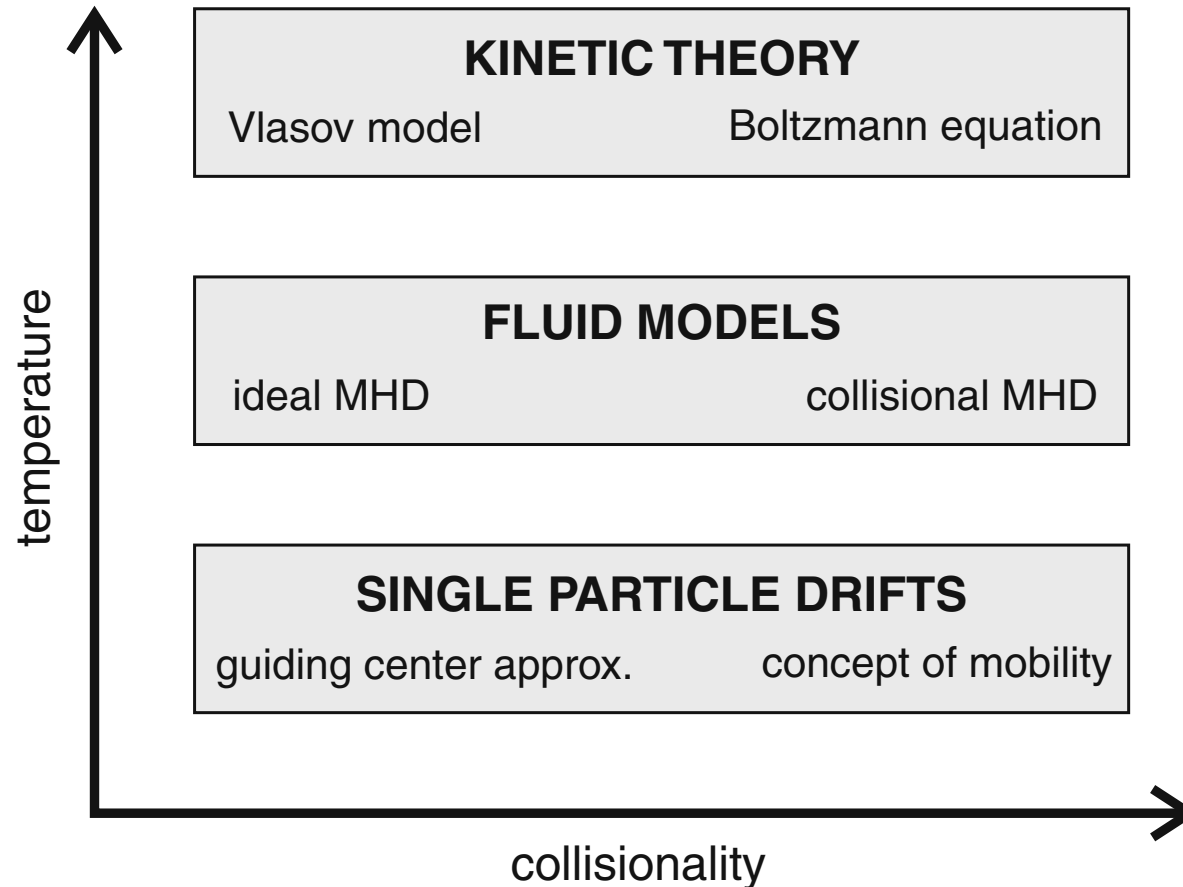 KINETIC THEORY
Vlasov model Boltzmann equation
FLUID MODELS
ideal MHD collisional MHD
SINGLE PARTICLE DRIFTS
guiding center approx. concept of mobility
temperature
collisionality